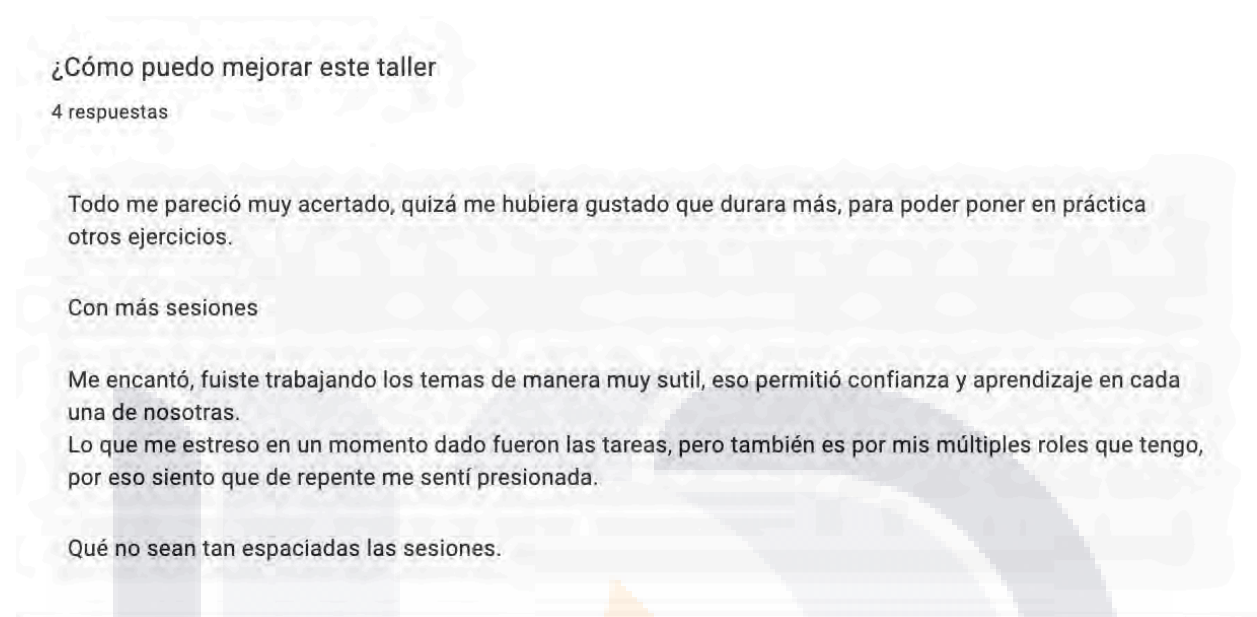 ¿Cómo puedo mejorar este taller
4 respuestas
Todo me pareció muy acertado, quizá me hubiera gustado que durara más, para poder poner en práctica
otros ejercicios.
Con más sesiones
Me encantó, fuiste trabajando los temas de manera muy sutil, eso permitió confianza y aprendizaje en cada
una de nosotras.
Lo que me estreso en un momento dado fueron las tareas, pero también es por mis múltiples roles que tengo,
por eso siento que de repente me sentí presionada.
Qué no sean tan espaciadas las sesiones.